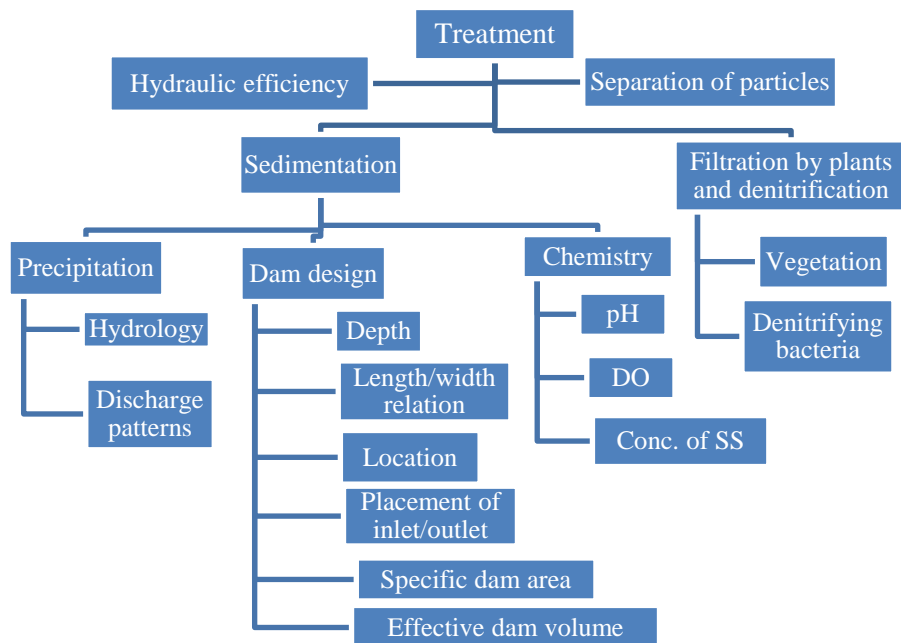 Treatment
Hydraulic efficiency
Separation of particles
Sedimentation
Filtration by plants
and denitrification
Precipitation
Hydrology
Discharge
patterns
Dam design
Depth
Length/width
relation
Location
Placement of
inlet/outlet
Specific dam area
Effective dam volume
Chemistry
pH
DO
Conc. of SS
Vegetation
Denitrifying
bacteria